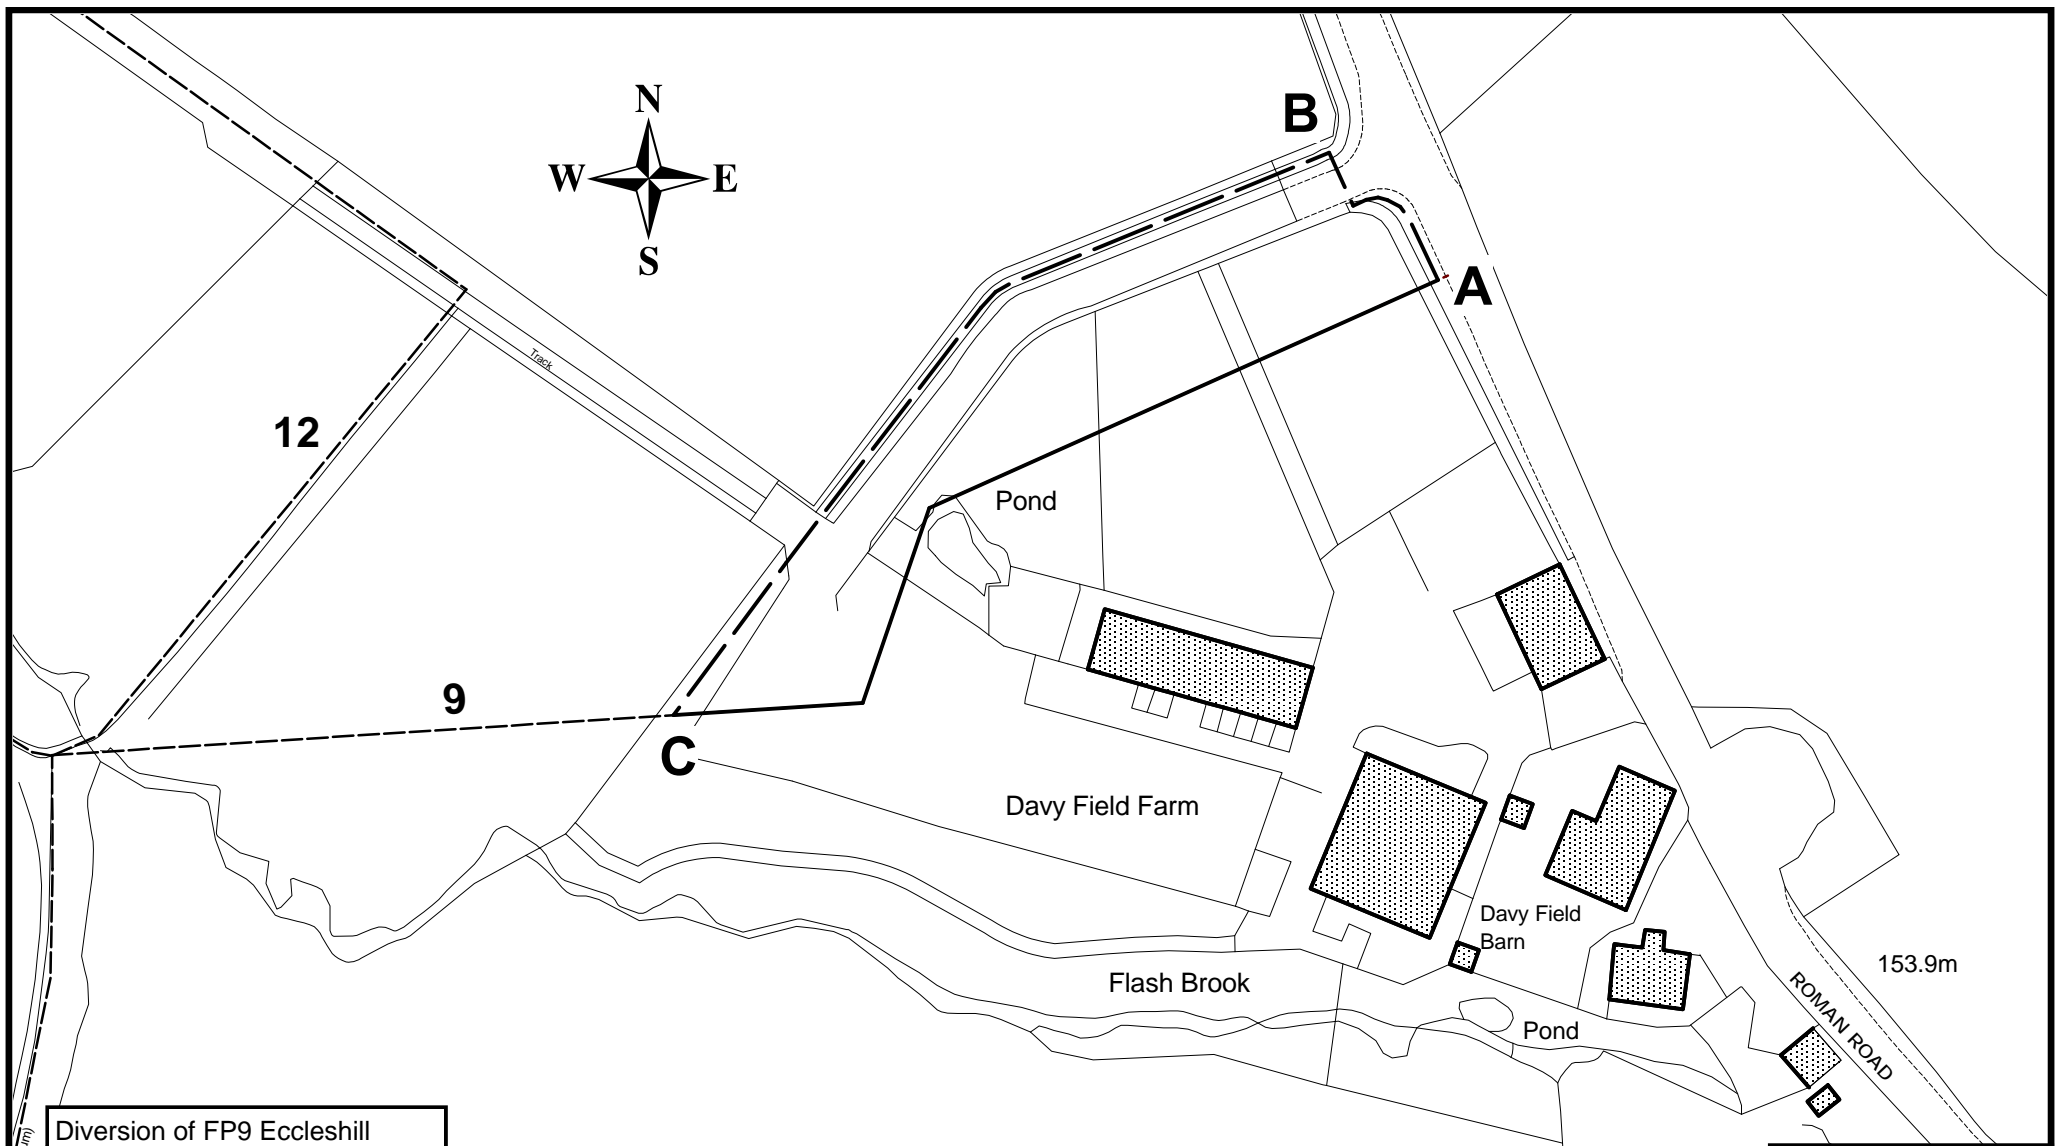 N
B
W E
S
A
Track
12
Pond
9
C
Davy Field Farm
Davy Field
Barn
153.9m
Flash Brook
ROMAN ROAD
Pond
Diversion of FP9 Eccleshill